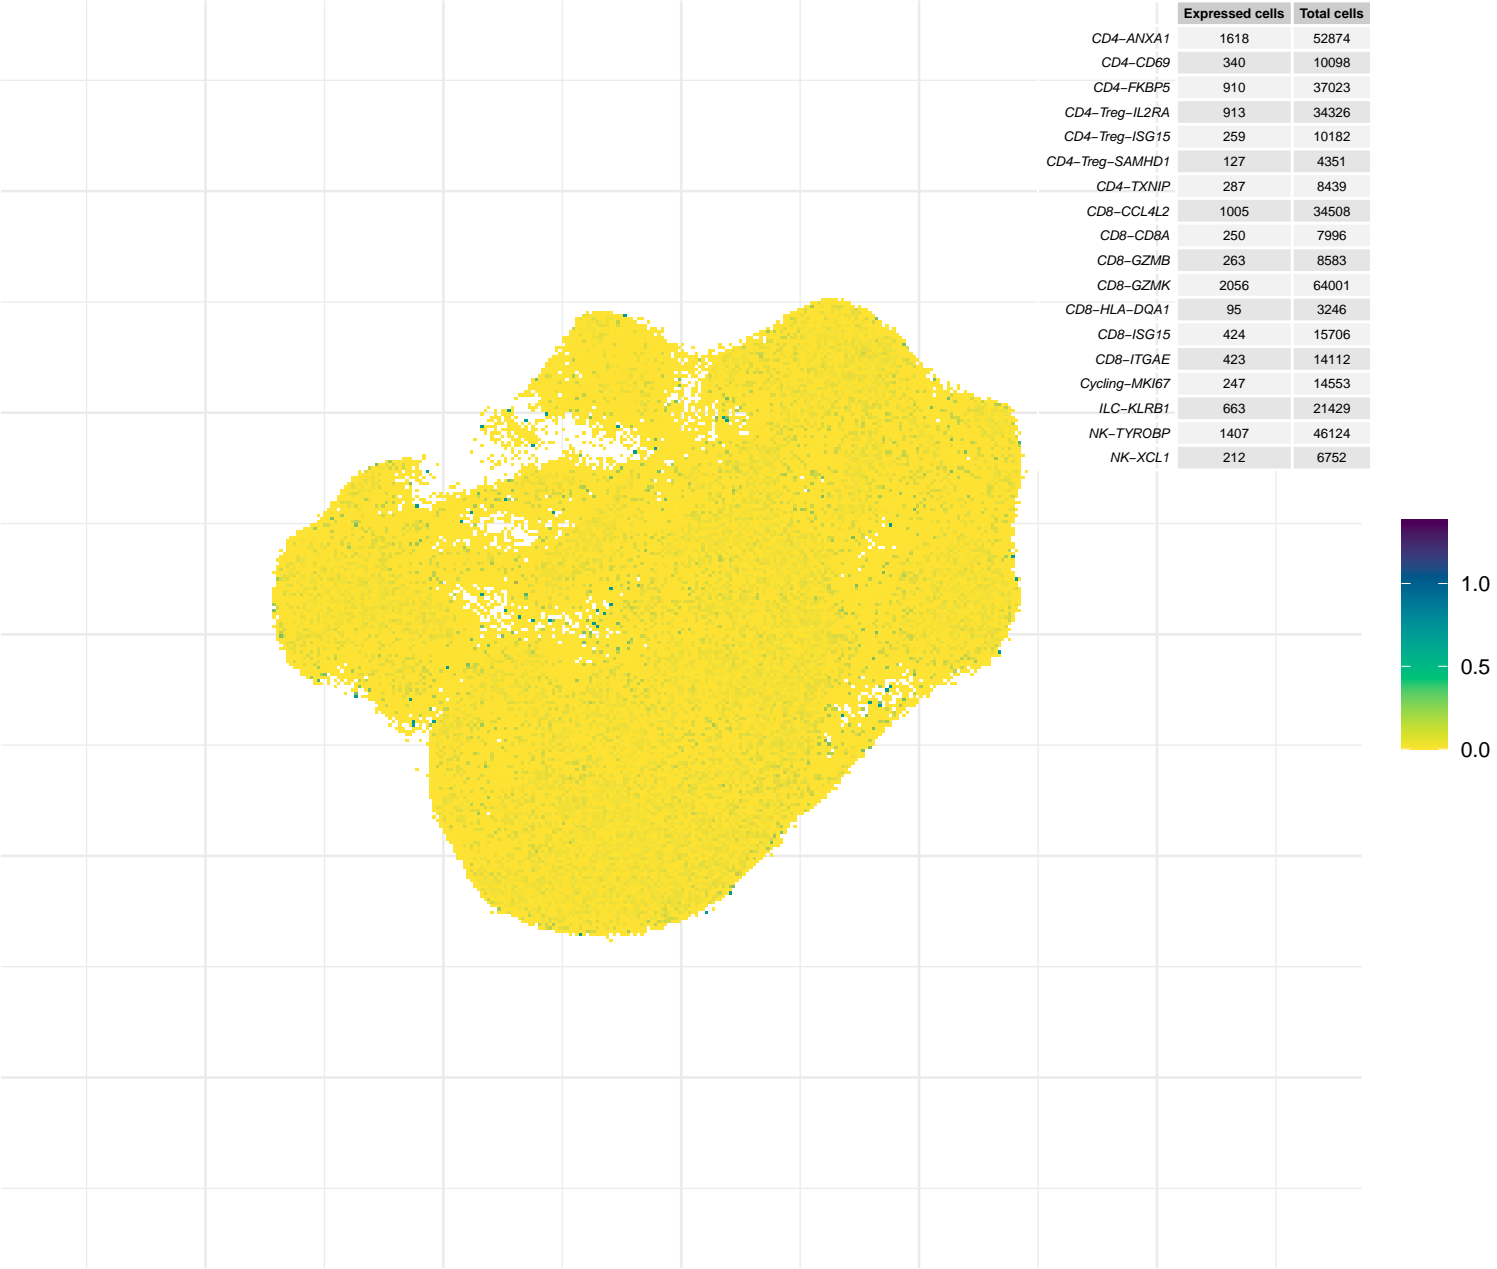 Expressed cells Total cells
CD4−ANXA1 1618 52874
CD4−CD69 340 10098
CD4−FKBP5 910 37023
CD4−Treg−IL2RA 913 34326
CD4−Treg−ISG15 259 10182
CD4−Treg−SAMHD1 127 4351
CD4−TXNIP 287 8439
CD8−CCL4L2 1005 34508
CD8−CD8A 250 7996
CD8−GZMB 263 8583
CD8−GZMK 2056 64001
CD8−HLA−DQA1 95 3246
CD8−ISG15 424 15706
CD8−ITGAE 423 14112
Cycling−MKI67 247 14553
ILC−KLRB1 663 21429
NK−TYROBP 1407 46124
NK−XCL1 212 6752
1.0
0.5
0.0